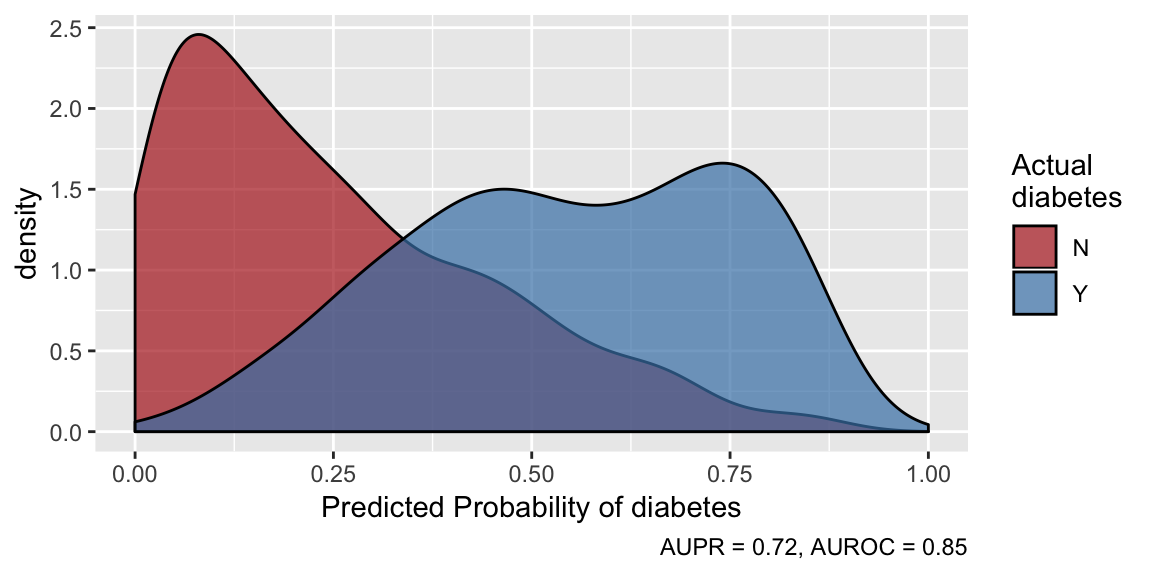 2.5
2.0
1.5
1.0
0.5
0.0
density
0.00 0.25 0.50 0.75 1.00
Predicted Probability of diabetes
AUPR = 0.72, AUROC = 0.85
Actual
diabetes
N
Y